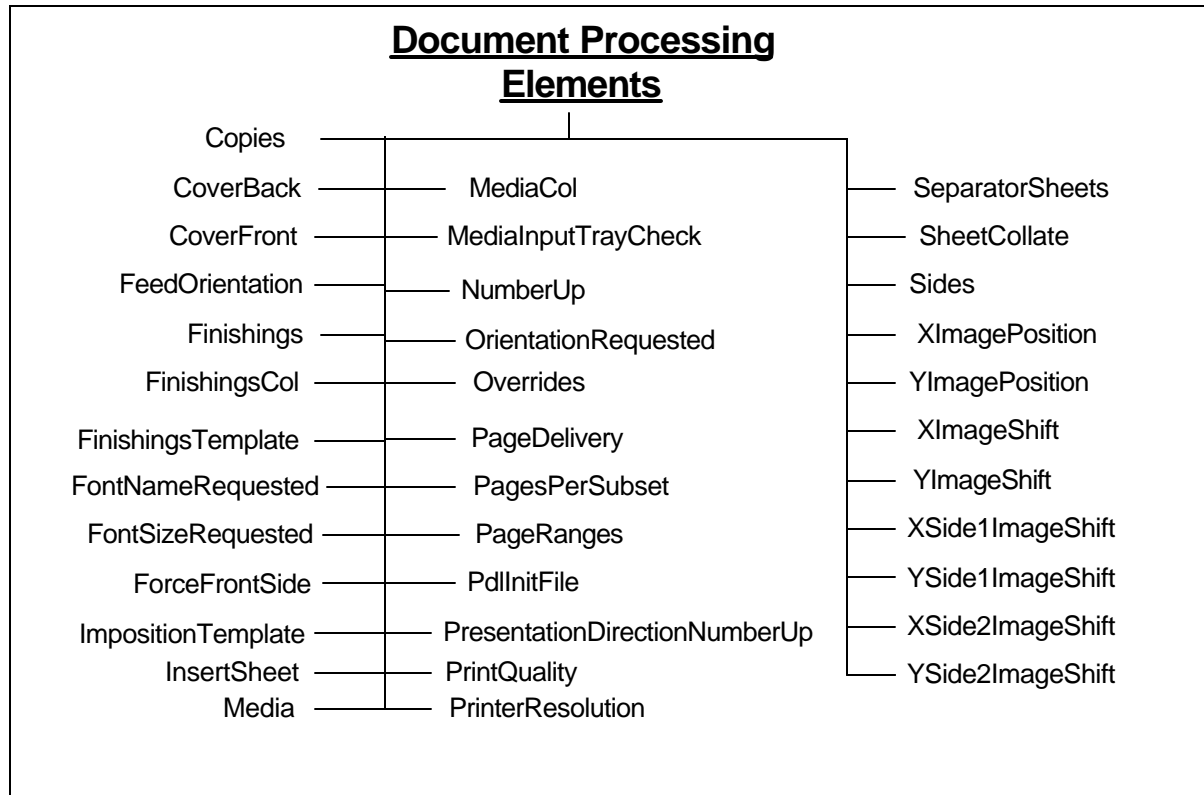 Document Processing
Elements
Copies
CoverBack
CoverFront
FeedOrientation
Finishings
FinishingsCol
FinishingsTemplate
FontNameRequested
FontSizeRequested
ForceFrontSide
ImpositionTemplate
InsertSheet
Media
MediaCol
MediaInputTrayCheck
NumberUp
OrientationRequested
Overrides
PageDelivery
PagesPerSubset
PageRanges
PdlInitFile
PresentationDirectionNumberUp
PrintQuality
PrinterResolution
SeparatorSheets
SheetCollate
Sides
XImagePosition
YImagePosition
XImageShift
YImageShift
XSide1ImageShift
YSide1ImageShift
XSide2ImageShift
YSide2ImageShift